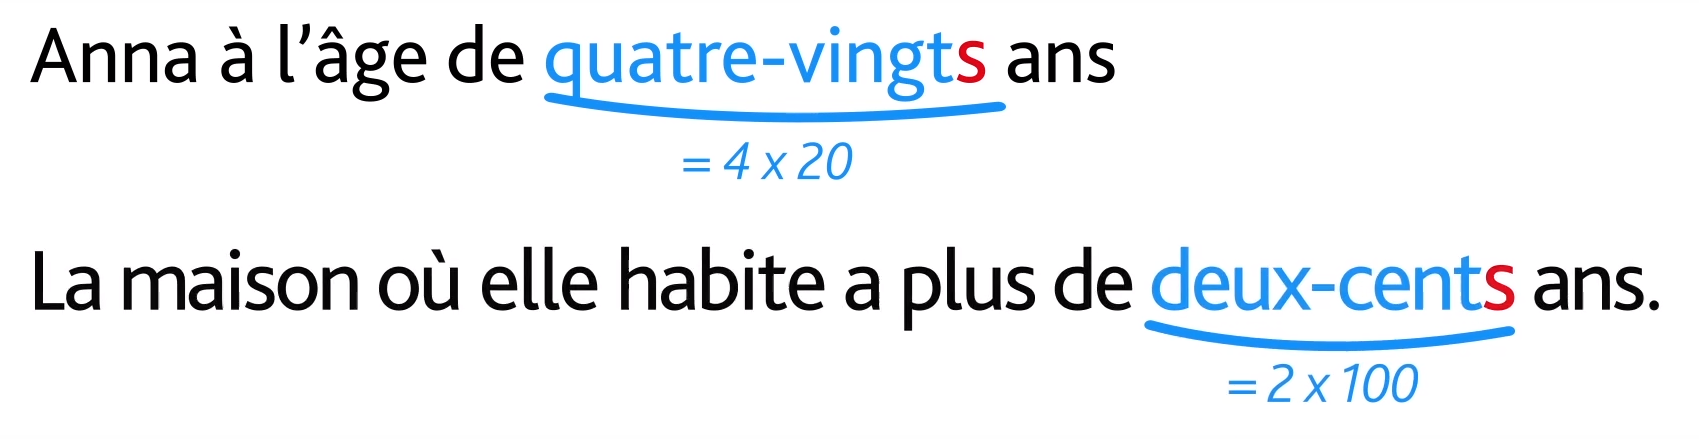 Anna à l’âge de quatre-vingts ans
= 4 x 20
La maison où elle habite a plus de deux-cents ans.
= 2 x 100